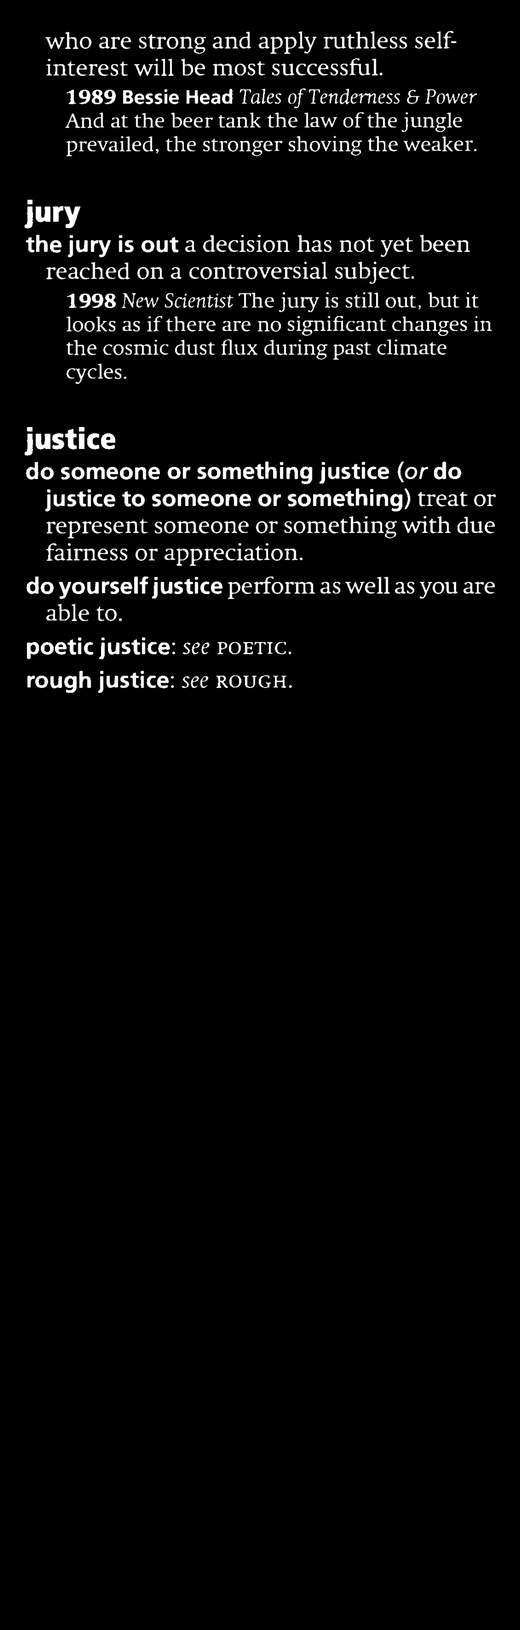 who are strong and apply ruthless self-
interest will be most successful.
1989 Bessie Head Tales of Tenderness & Power
And at the beer tank the law of the jungle
prevailed, the stronger shoving the weaker.
jury
the jury is out a decision has not yet been
reached on a controversial subject.
1998 New Scientist The jury is still out, but it
looks as if there are no significant changes in
the cosmic dust flux during past climate
cycles.
justice
do someone or something justice (or do
justice to someone or something) treat or
represent someone or something with due
fairness or appreciation.
do yourself justice perform as well as you are
able to.
poetic justice: see POETIC.
rough justice: see ROUGH.